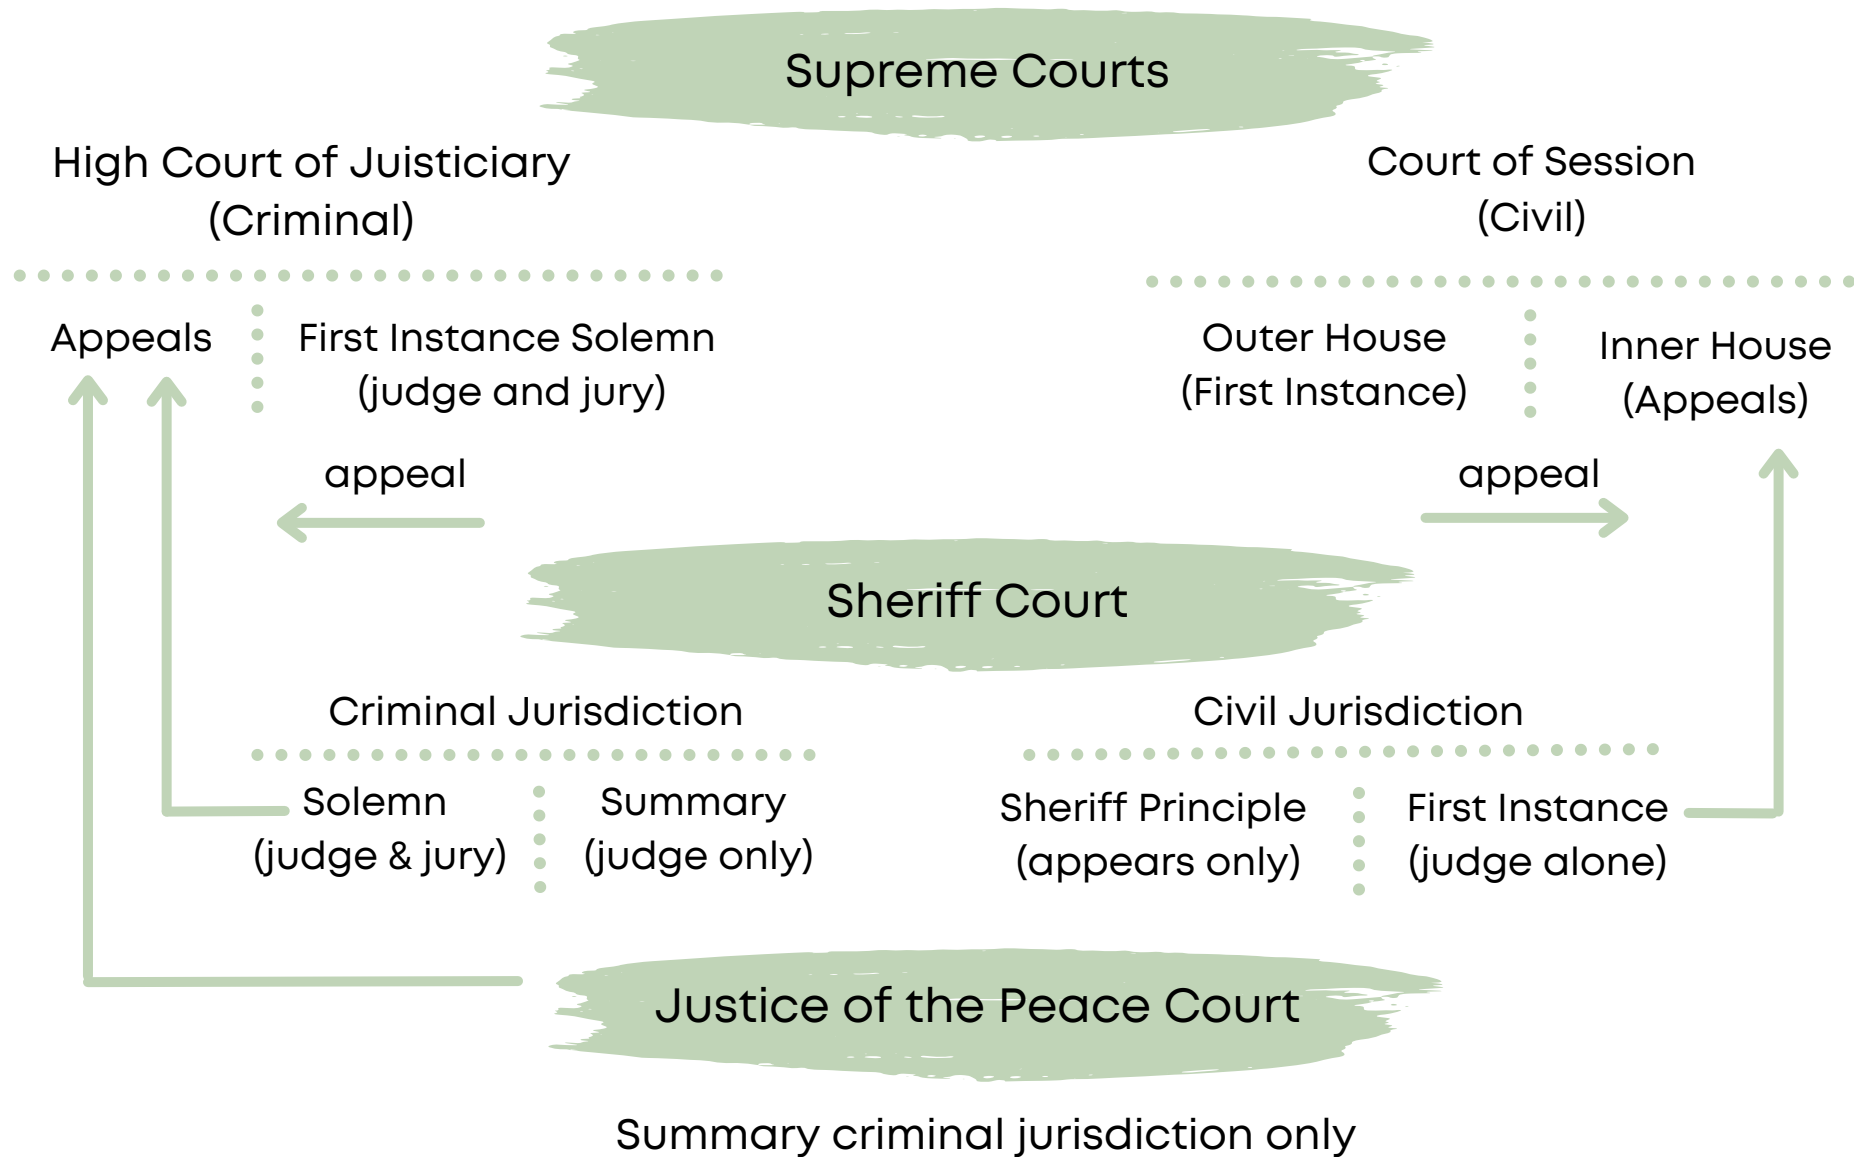 Supreme Courts
High Court of Juisticiary
(Criminal)
Court of Session
(Civil)
Appeals
First Instance Solemn
(judge and jury)
Outer House
(First Instance)
Inner House
(Appeals)
appeal
appeal
Sheriff Court
Criminal Jurisdiction
Civil Jurisdiction
Solemn
(judge & jury)
Summary
(judge only)
Sheriff Principle
(appears only)
First Instance
(judge alone)
Justice of the Peace Court
Summary criminal jurisdiction only